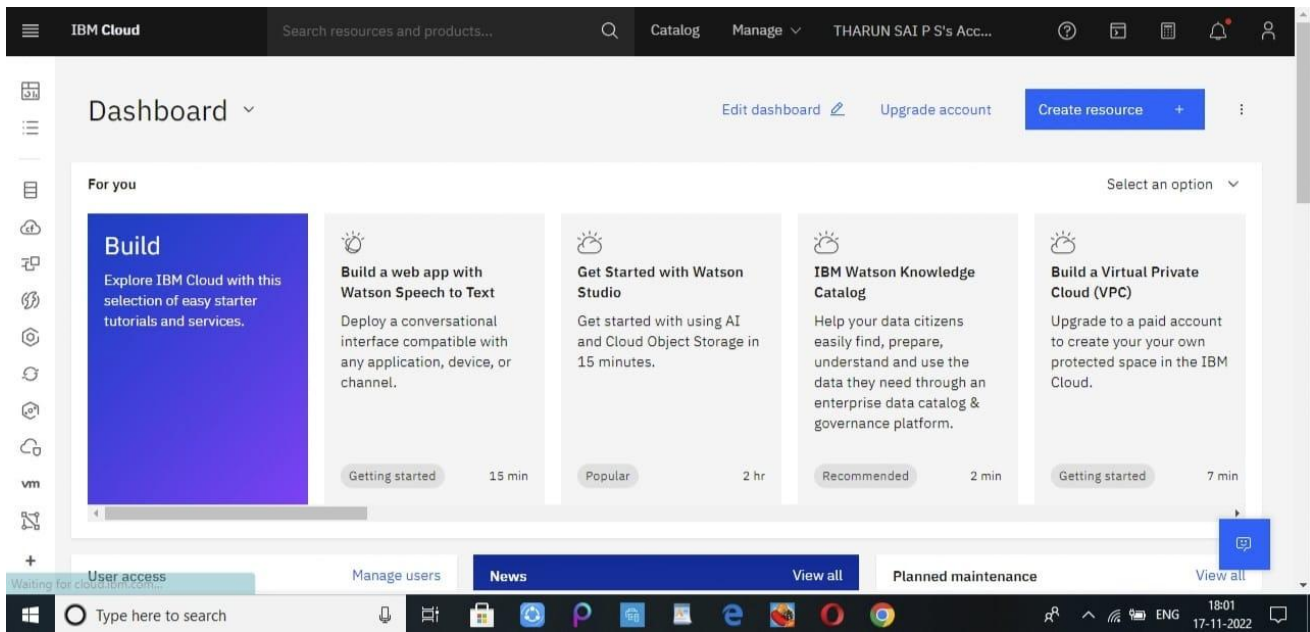 IBM Cloud
Search resources and products...
Catalog
Manage
THARUN SAI P S's Acc...
Dashboard
Edit dashboard
Upgrade account
Create resource +
For you
Select an option
Build
Explore IBM Cloud with this
selection of easy starter
tutorials and services.
Build a web app with
Watson Speech to Text
Deploy a conversational
interface compatible with
any application, device, or
channel.
Getting started
15 min
Get Started with Watson
Studio
Get started with using AI
and Cloud Object Storage in
15 minutes.
Popular
2 hr
IBM Watson Knowledge
Catalog
Help your data citizens
easily find, prepare,
understand and use the
data they need through an
enterprise data catalog &
governance platform.
Recommended
2 min
Build a Virtual Private
Cloud (VPC)
Upgrade to a paid account
to create your your own
protected space in the IBM
Cloud.
Getting started
7 min
vm
User access
Manage users
News
View all
Planned maintenance
View all
Waiting for cloud.ibm.com...
Type here to search
ENG
18:01
17-11-2022